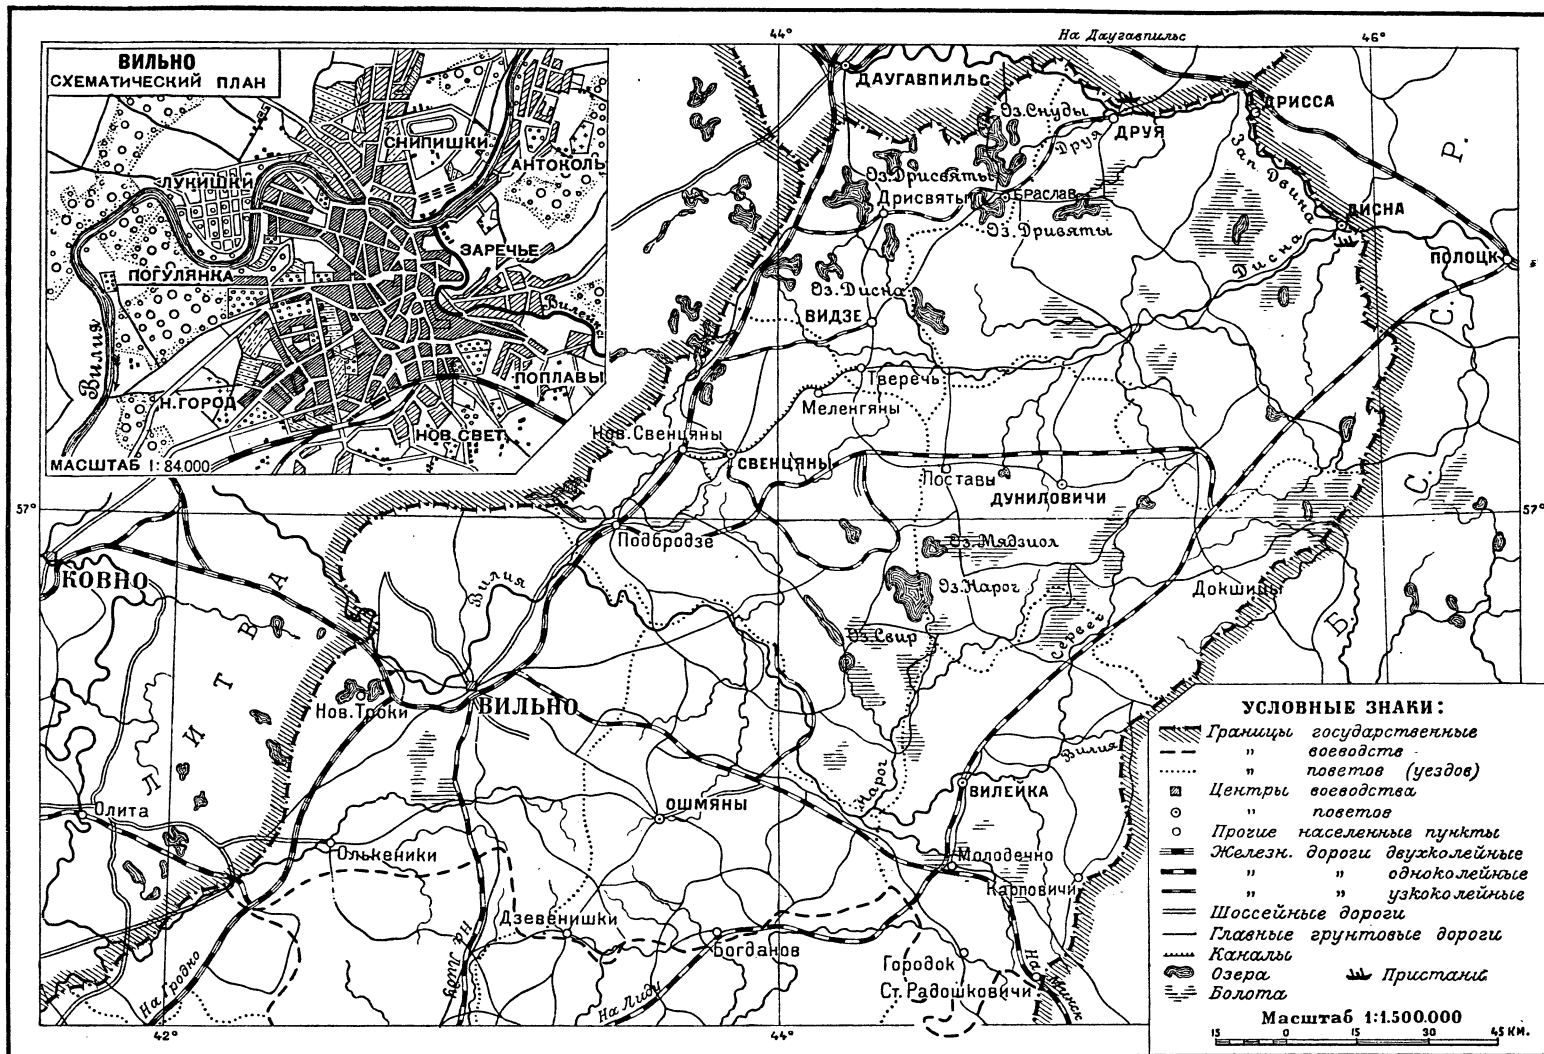 ВИЛЬНО
СХЕМАТИЧЕСКИЙ ПЛАН
СНИПИШКИ
АНТОКОЛЬ
ЛУКИШКИ
ЗАРЕЧЬЕ
ПОГУЛЯНКА
Вилейка
Вилия
ПОПЛАВЫ
Н.ГОРОД
НОВ.СВЕТ
МАСШТАБ 1:84.000
44°
На Даугавпильс
46°
ДАУГАВПИЛЬС
Оз.Снуды
ДРИССА
ДРУЯ
Друя
Р.
Зап Двина
Оз.Дрисвяты
Дрисвяты
Браслав
Оз.Дривяты
ДИСНА
Дисна
ПОЛОЦК
Оз.Дисна
ВИДЗЕ
С.
Тверечь
Меленгяны
Нов.Свенцяны
СВЕНЦЯНЫ
Поставы
ДУНИЛОВИЧИ
С.
57°
57°
Подбродзе
Оз.Мядзиол
КОВНО
Вилия
Оз.Нарог
Докшицы
Б.
Оз.Свир
Сервег
Л И Т В А
Нов.Троки
ВИЛЬНО
Вилия
Нарог
ВИЛЕЙКА
Олита
ОШМЯНЫ
Олькеники
Молодечно
Карповичи
Дзевенишки
Богданов
Городок
Ст.Радошковичи
На Гродно
На Лиду
На Лиду
На Минск
42°
44°
УСЛОВНЫЕ ЗНАКИ:
Границы государственные
" воеводств
" поветов (уездов)
Центры воеводства
" поветов
Прочие населенные пункты
Железн. дороги двухколейные
" " одноколейные
" " узкоколейные
Шоссейные дороги
Главные грунтовые дороги
Каналы
Озера Пристани
Болота
Масштаб 1:1.500.000
15 0 15 30 45 КМ.